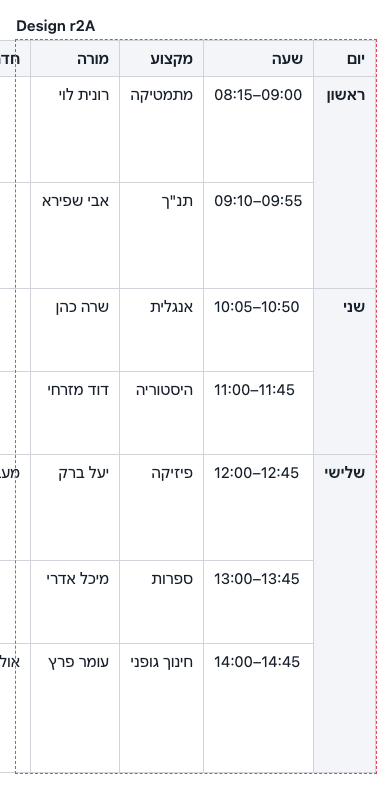 Design r2A
יום שעה מקצוע מורה
ראשון 08:15–09:00 מתמטיקה רונית לוי
09:10–09:55 תנ"ך אבי שפירא
שני 10:05–10:50 אנגלית שרה כהן
11:00–11:45 היסטוריה דוד מזרחי
שלישי 12:00–12:45 פיזיקה יעל ברק
13:00–13:45 ספרות מיכל אדרי
14:00–14:45 חינוך גופני עומר פרץ